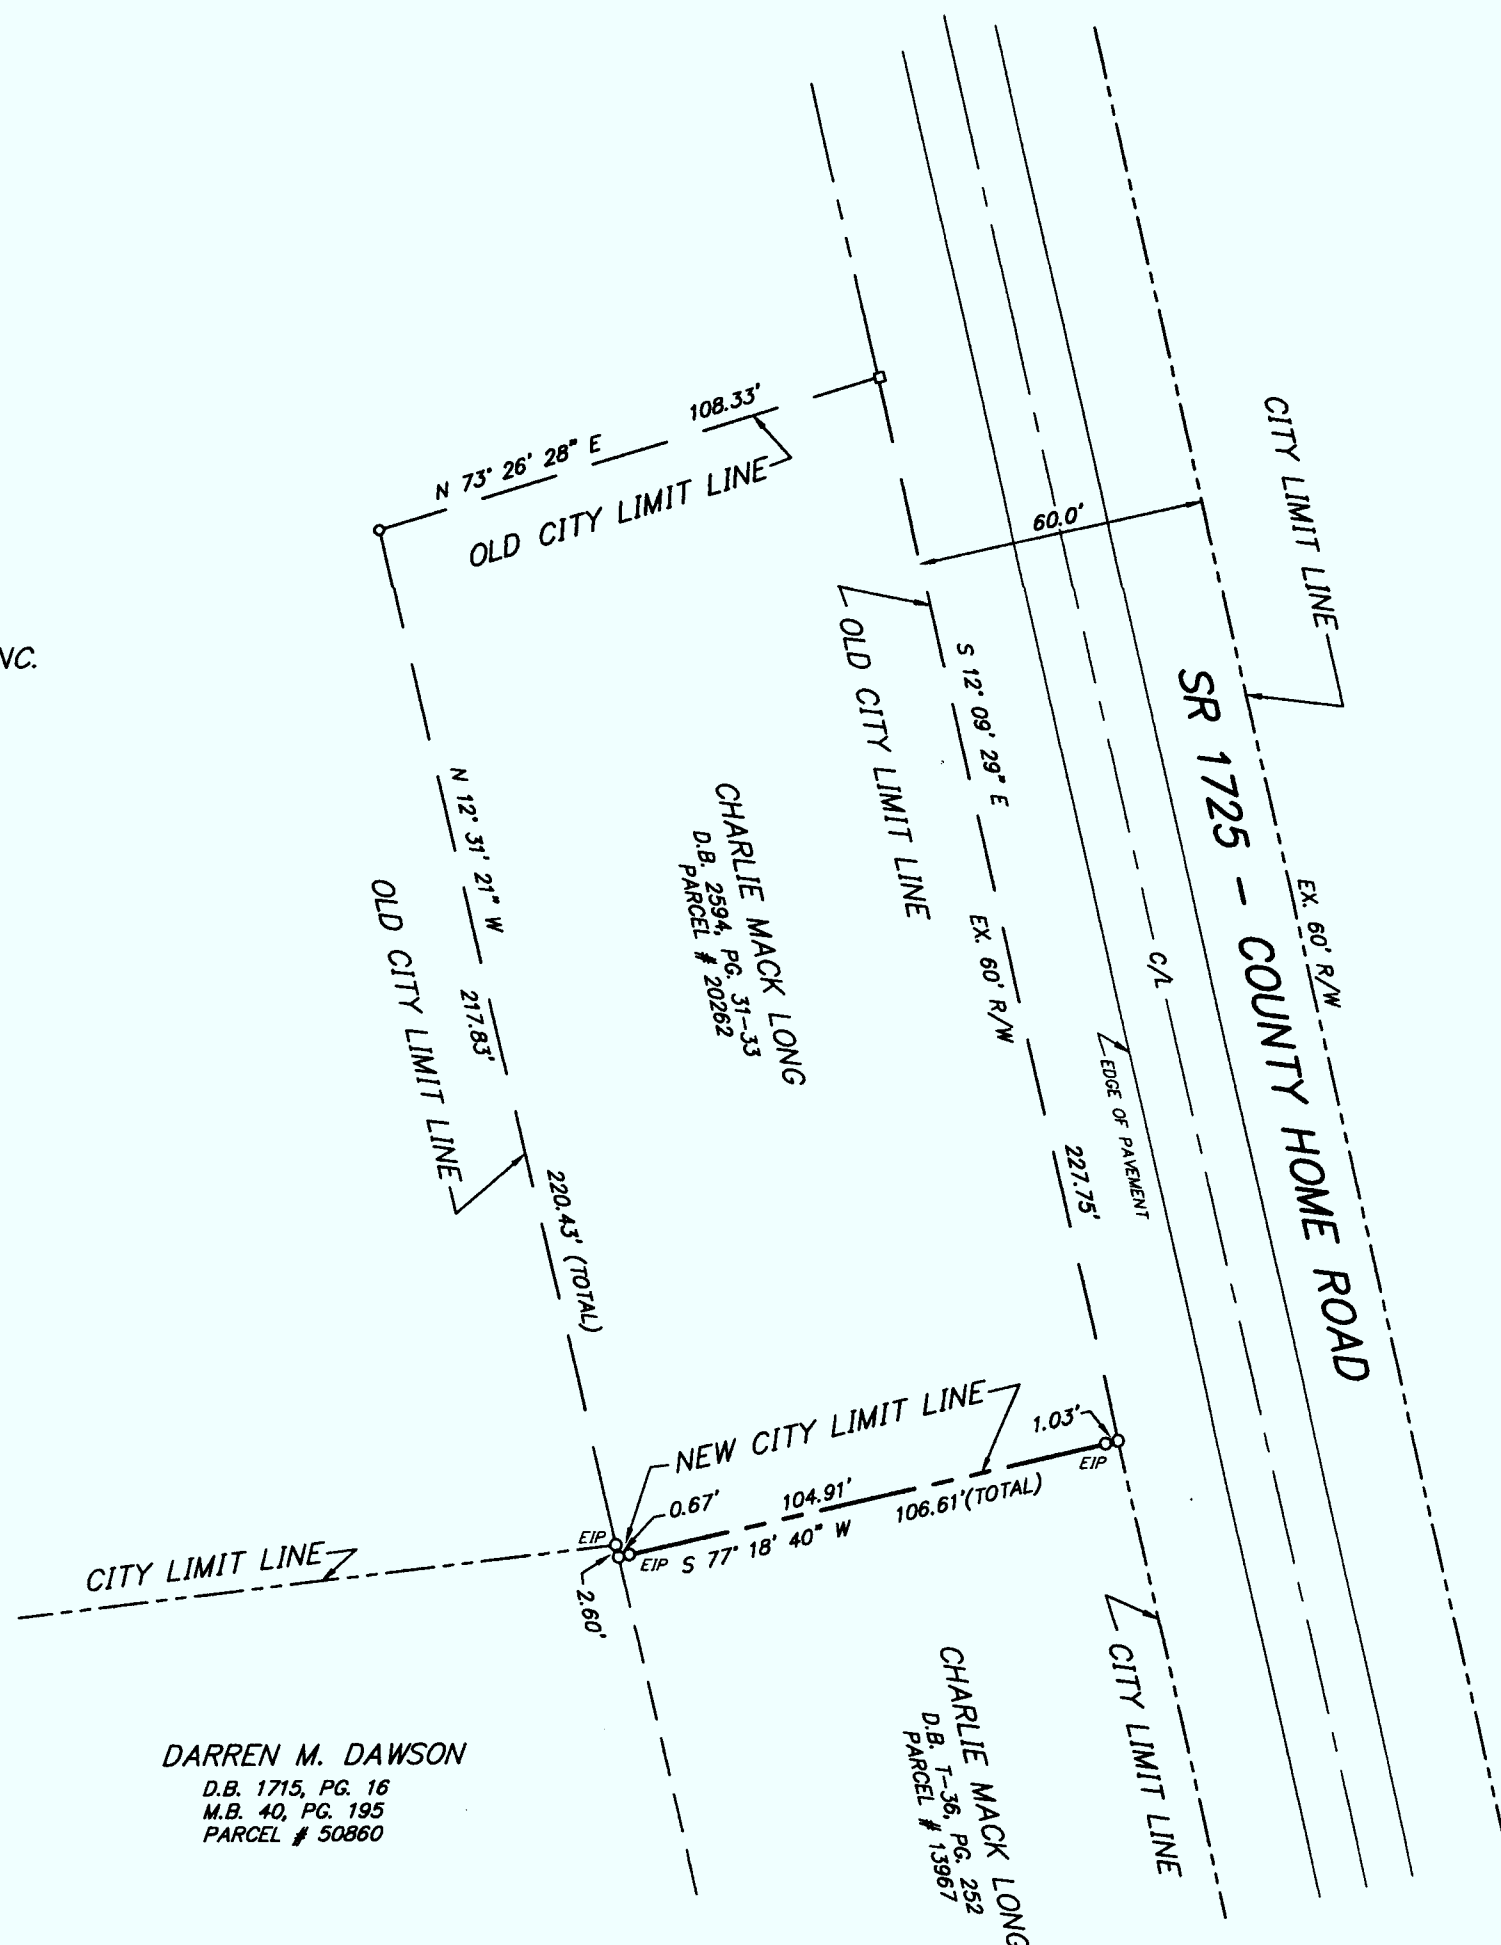 108.33'
N 73° 26' 28" E
OLD CITY LIMIT LINE
60.0'
CITY LIMIT LINE
NC.
OLD CITY LIMIT LINE
S 12° 09' 29" E
EX. 60' R/W
227.75'
SR 1725 - COUNTY HOME ROAD
EX. 60' R/W
C/L
EDGE OF PAVEMENT
N 12° 31' 21" W
217.83'
OLD CITY LIMIT LINE
220.43' (TOTAL)
CHARLIE MACK LONG
D.B. 2594, PG. 31-33
PARCEL # 20262
NEW CITY LIMIT LINE
1.03'
EIP
0.67'
104.91'
106.61'(TOTAL)
EIP
EIP
S 77° 18' 40" W
2.60'
CITY LIMIT LINE
CITY LIMIT LINE
CHARLIE MACK LONG
D.B. T-36, PG. 252
PARCEL # 13967
DARREN M. DAWSON
D.B. 1715, PG. 16
M.B. 40, PG. 195
PARCEL # 50860